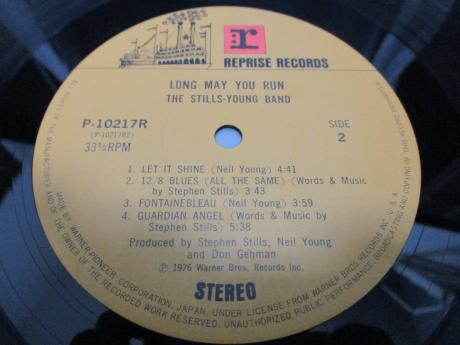 r
REPRISE RECORDS
LONG MAY YOU RUN
THE STILLS-YOUNG BAND
P-10217R
(P-10217R2)
33⅓RPM
SIDE
2
1. LET IT SHINE (Neil Young) 4:41
2. 12/8 BLUES (ALL THE SAME) (Words & Music
by Stephen Stills) 3:43
3. FONTAINEBLEAU (Neil Young) 3:59
4. GUARDIAN ANGEL (Words & Music by
Stephen Stills) 5:38
Produced by Stephen Stills, Neil Young and
Don Gehman
℗ 1976 Warner Bros. Records Inc.
STEREO
MADE BY WARNER-PIONEER CORPORATION, JAPAN, UNDER LICENSE FROM WARNER BROS RECORDS INC., U.S.A.
ALL RIGHTS OF THE MANUFACTURER AND OF THE OWNER OF THE RECORDED WORK RESERVED. UNAUTHORIZED PUBLIC PERFORMANCE, BROADCASTING AND COPYING OF THIS RECORD